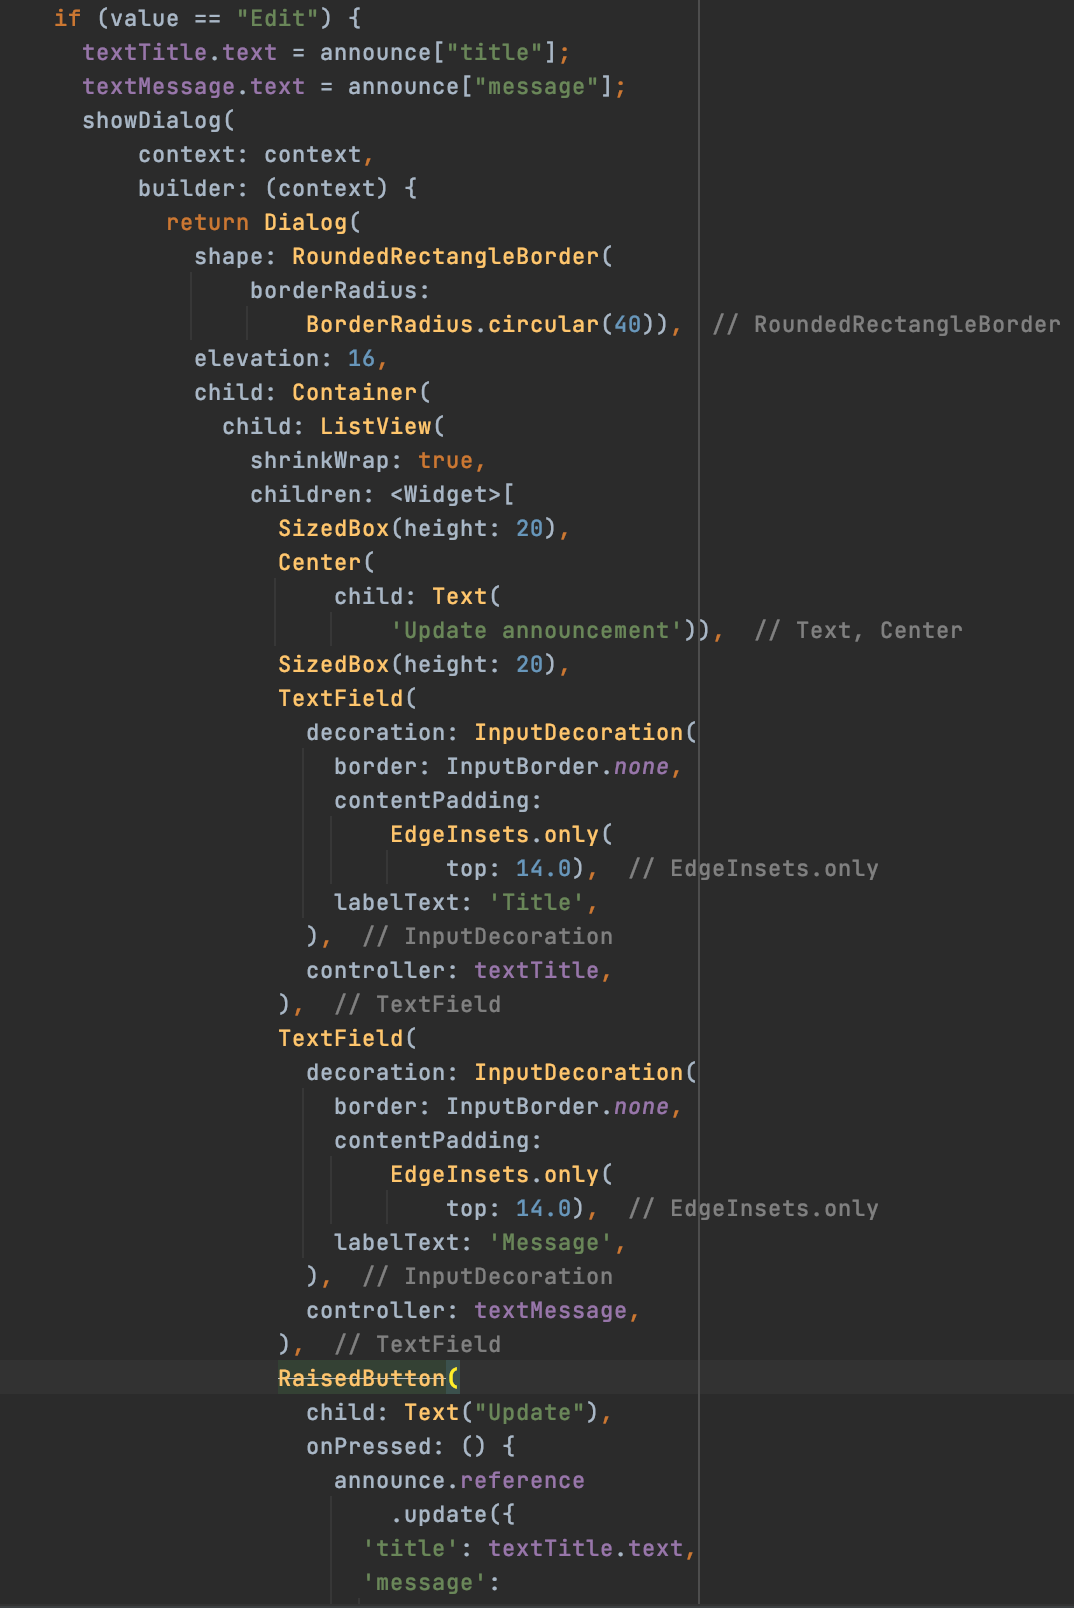 if (value == "Edit") {
textTitle.text = announce["title"];
textMessage.text = announce["message"];
showDialog(
context: context,
builder: (context) {
return Dialog(
shape: RoundedRectangleBorder(
borderRadius:
BorderRadius.circular(40)), // RoundedRectangleBorder
elevation: 16,
child: Container(
child: ListView(
shrinkWrap: true,
children: <Widget>[
SizedBox(height: 20),
Center(
child: Text(
'Update announcement')), // Text, Center
SizedBox(height: 20),
TextField(
decoration: InputDecoration(
border: InputBorder.none,
contentPadding:
EdgeInsets.only(
top: 14.0), // EdgeInsets.only
labelText: 'Title',
), // InputDecoration
controller: textTitle,
), // TextField
TextField(
decoration: InputDecoration(
border: InputBorder.none,
contentPadding:
EdgeInsets.only(
top: 14.0), // EdgeInsets.only
labelText: 'Message',
), // InputDecoration
controller: textMessage,
), // TextField
RaisedButton(
child: Text("Update"),
onPressed: () {
announce.reference
.update({
'title': textTitle.text,
'message':